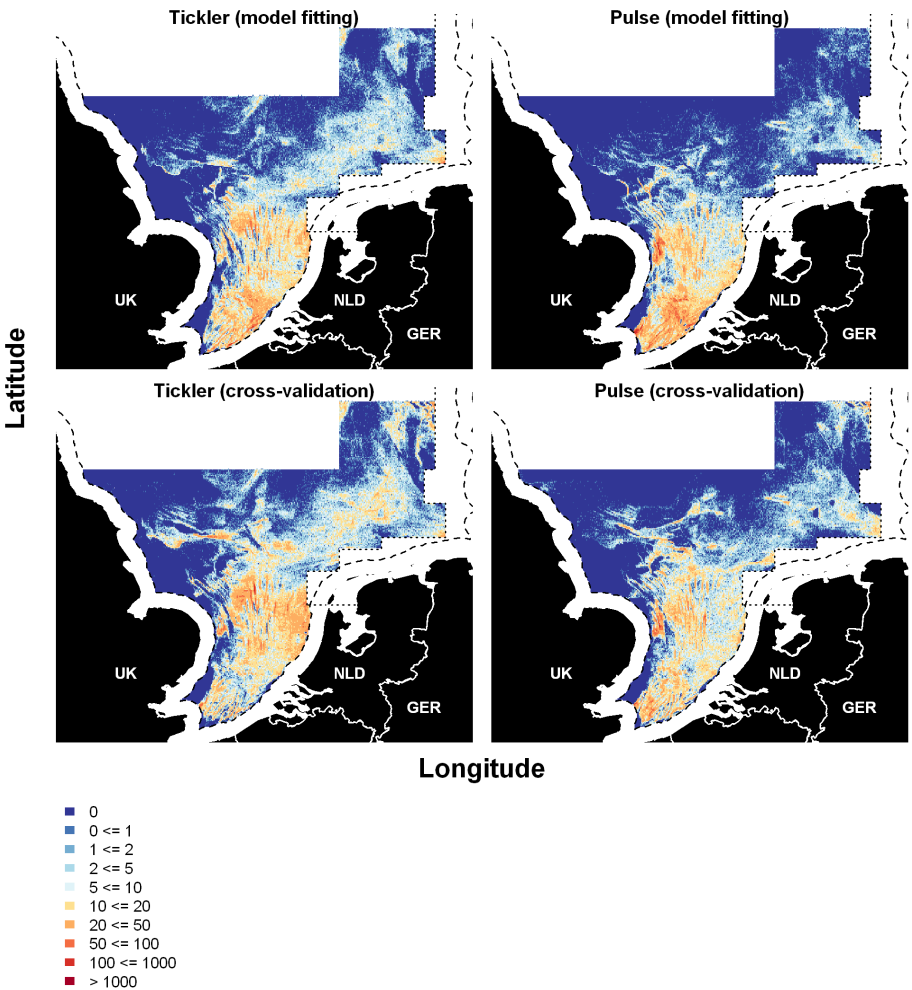 Tickler (model fitting)
Pulse (model fitting)
UK
NLD
GER
UK
NLD
GER
Latitude
Tickler (cross-validation)
Pulse (cross-validation)
UK
NLD
GER
UK
NLD
GER
Longitude
0
0 <= 1
1 <= 2
2 <= 5
5 <= 10
10 <= 20
20 <= 50
50 <= 100
100 <= 1000
> 1000